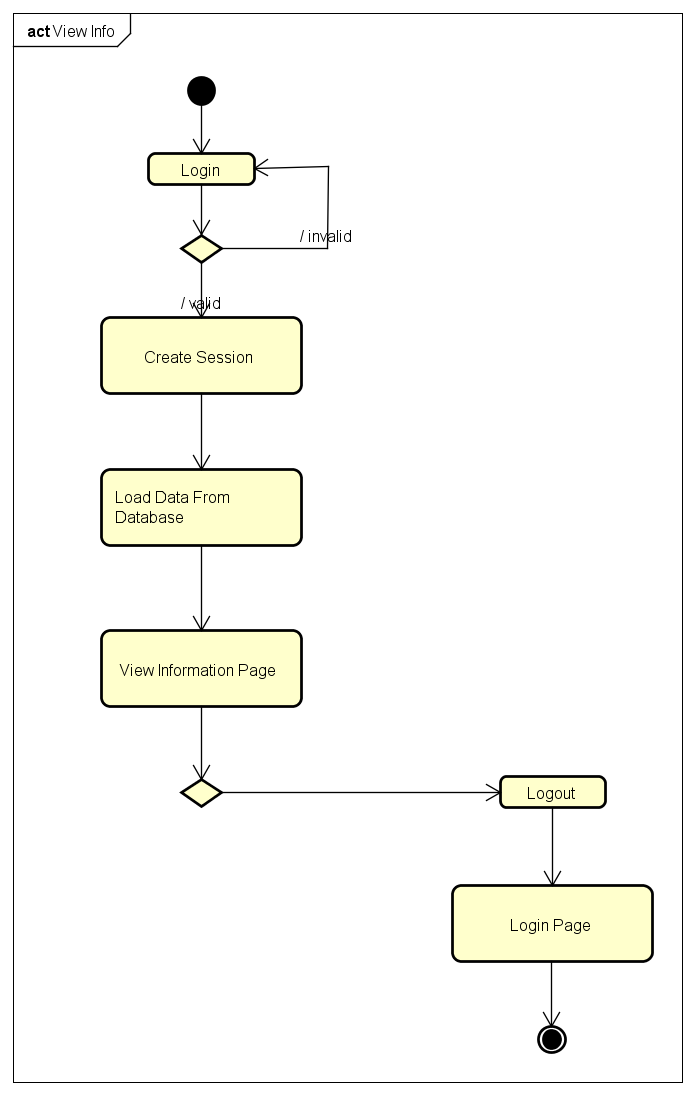 act View Info
Login
/ invalid
/ valid
Create Session
Load Data From
Database
View Information Page
Logout
Login Page